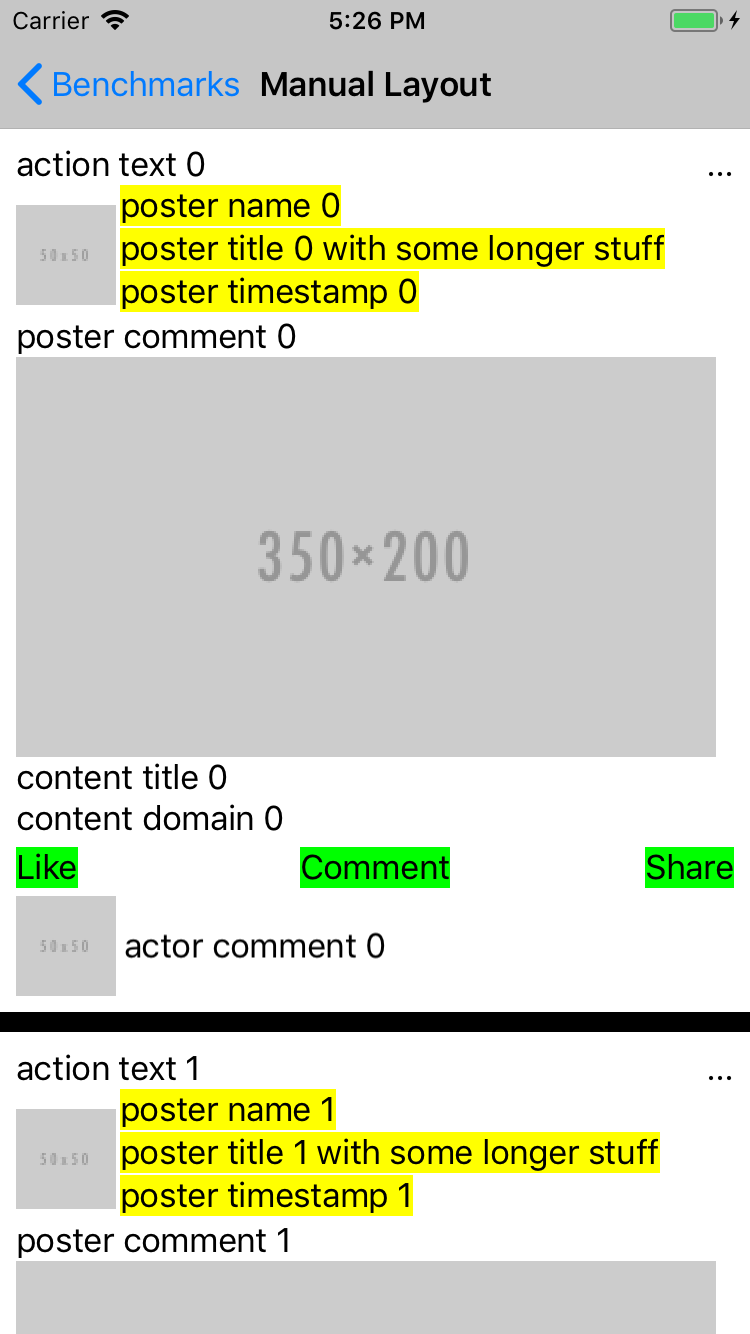 Carrier 5:26 PM
Benchmarks Manual Layout
action text 0 ...
poster name 0
50x50
poster title 0 with some longer stuff
poster timestamp 0
poster comment 0
350×200
content title 0
content domain 0
Like Comment Share
50x50 actor comment 0
action text 1 ...
poster name 1
50x50
poster title 1 with some longer stuff
poster timestamp 1
poster comment 1